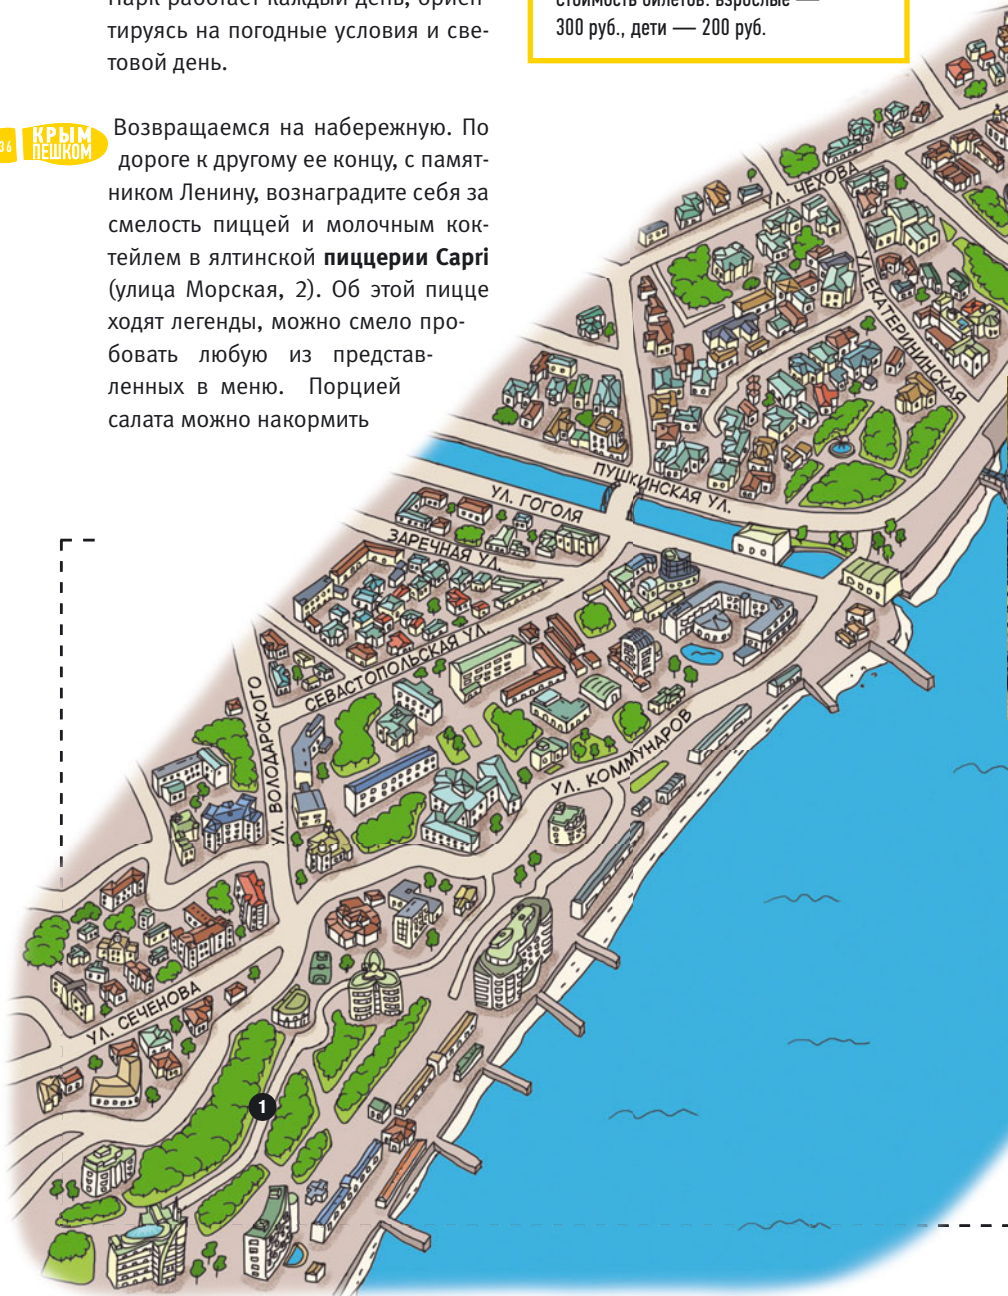 Парк работает каждый день, ориен-
тируясь на погодные условия и све-
товой день.
стоимость билетов: взрослые —
300 руб., дети — 200 руб.
36
КРЫМ
ПЕШКОМ
Возвращаемся на набережную. По
дороге к другому ее концу, с памят-
ником Ленину, вознаградите себя за
смелость пиццей и молочным кок-
тейлем в ялтинской пиццерии Capri
(улица Морская, 2). Об этой пицце
ходят легенды, можно смело про-
бовать любую из представ-
ленных в меню. Порцией
салата можно накормить
УЛ. ЧЕХОВА
УЛ. ЕКАТЕРИНИНСКАЯ
ПУШКИНСКАЯ УЛ.
УЛ. ГОГОЛЯ
ЗАРЕЧНАЯ УЛ.
СЕВАСТОПОЛЬСКАЯ УЛ.
УЛ. ВОЛОДАРСКОГО
УЛ. КОММУНАРОВ
УЛ. СЕЧЕНОВА
1